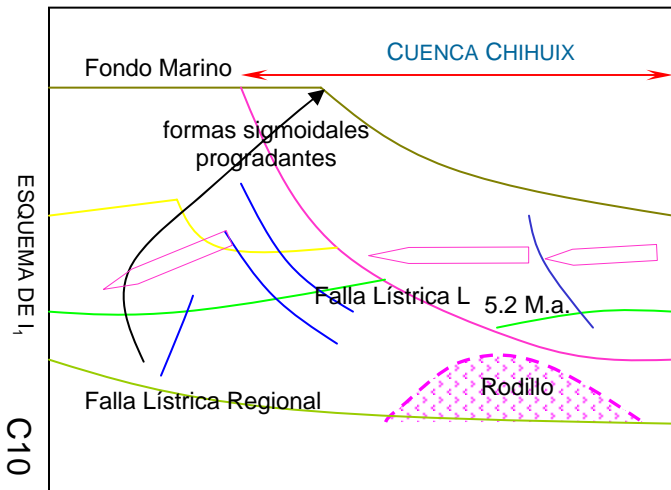 CUENCA CHIHUIX
Fondo Marino
formas sigmoidales
progradantes
Falla Lístrica L
5.2 M.a.
Rodillo
Falla Lístrica Regional
ESQUEMA DE I₁
C10